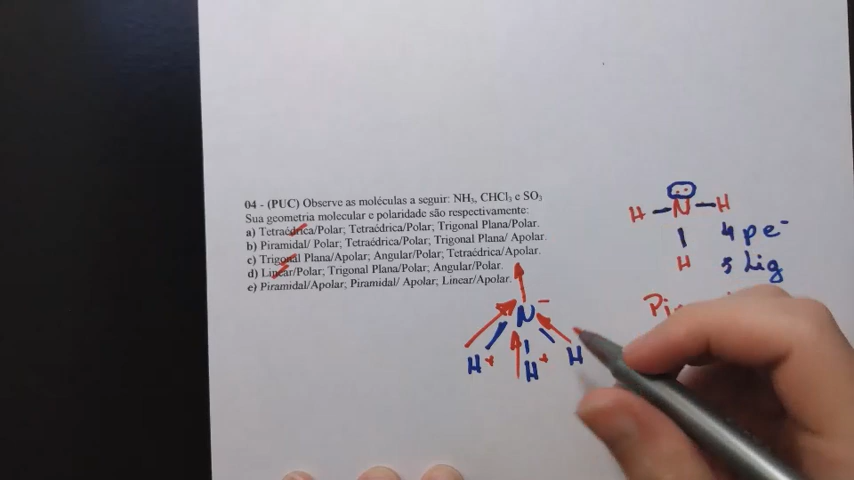 04 - (PUC) Observe as moléculas a seguir: NH₃, CHCl₃ e SO₃
Sua geometria molecular e polaridade são respectivamente:
a) Tetraédrica/Polar; Tetraédrica/Polar; Trigonal Plana/Polar.
b) Piramidal/ Polar; Tetraédrica/Polar; Trigonal Plana/ Apolar.
c) Trigonal Plana/Apolar; Angular/Polar; Tetraédrica/Apolar.
d) Linear/Polar; Trigonal Plana/Polar; Angular/Polar.
e) Piramidal/Apolar; Piramidal/ Apolar; Linear/Apolar.
N −
H + H + H
H – N – H
H
4 pe⁻
3 Lig